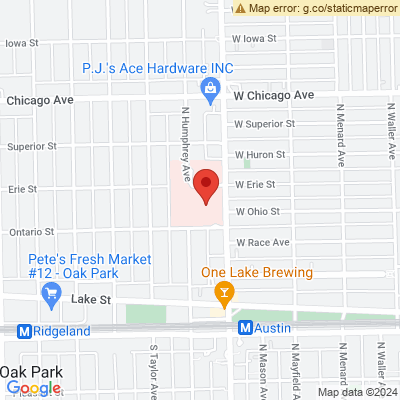 Map error: g.co/staticmaperror
Iowa St
W Iowa St
P.J.'s Ace Hardware INC
Chicago Ave
W Chicago Ave
N Humphrey Ave
N Menard Ave
N Waller Ave
W Superior St
Superior St
W Huron St
Erie St
W Erie St
W Ohio St
Ontario St
W Race Ave
Pete's Fresh Market
#12 - Oak Park
One Lake Brewing
Lake St
M Ridgeland
M Austin
Oak Park
S Taylor Ave
N Mason Ave
N Mayfield Ave
N Menard A
N Waller A
Google
Map data ©2024